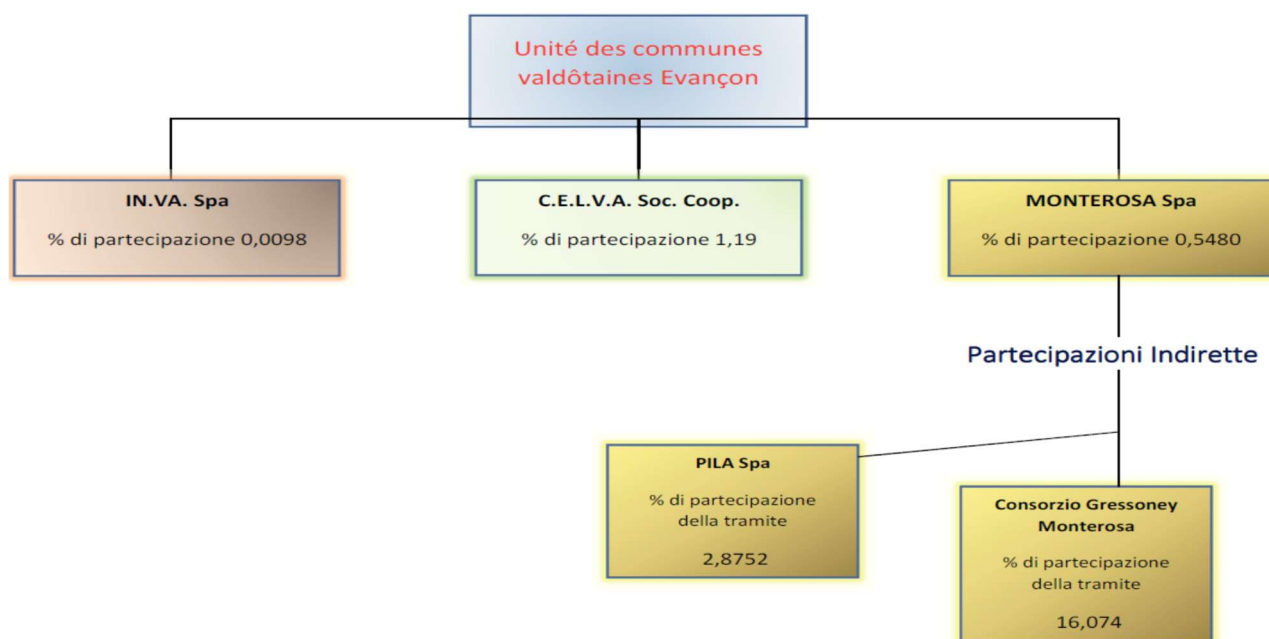 Unité des communes
valdôtaines Evançon
IN.VA. Spa
% di partecipazione 0,0098
C.E.L.V.A. Soc. Coop.
% di partecipazione 1,19
MONTEROSA Spa
% di partecipazione 0,5480
Partecipazioni Indirette
PILA Spa
% di partecipazione
della tramite
2,8752
Consorzio Gressoney
Monterosa
% di partecipazione
della tramite
16,074